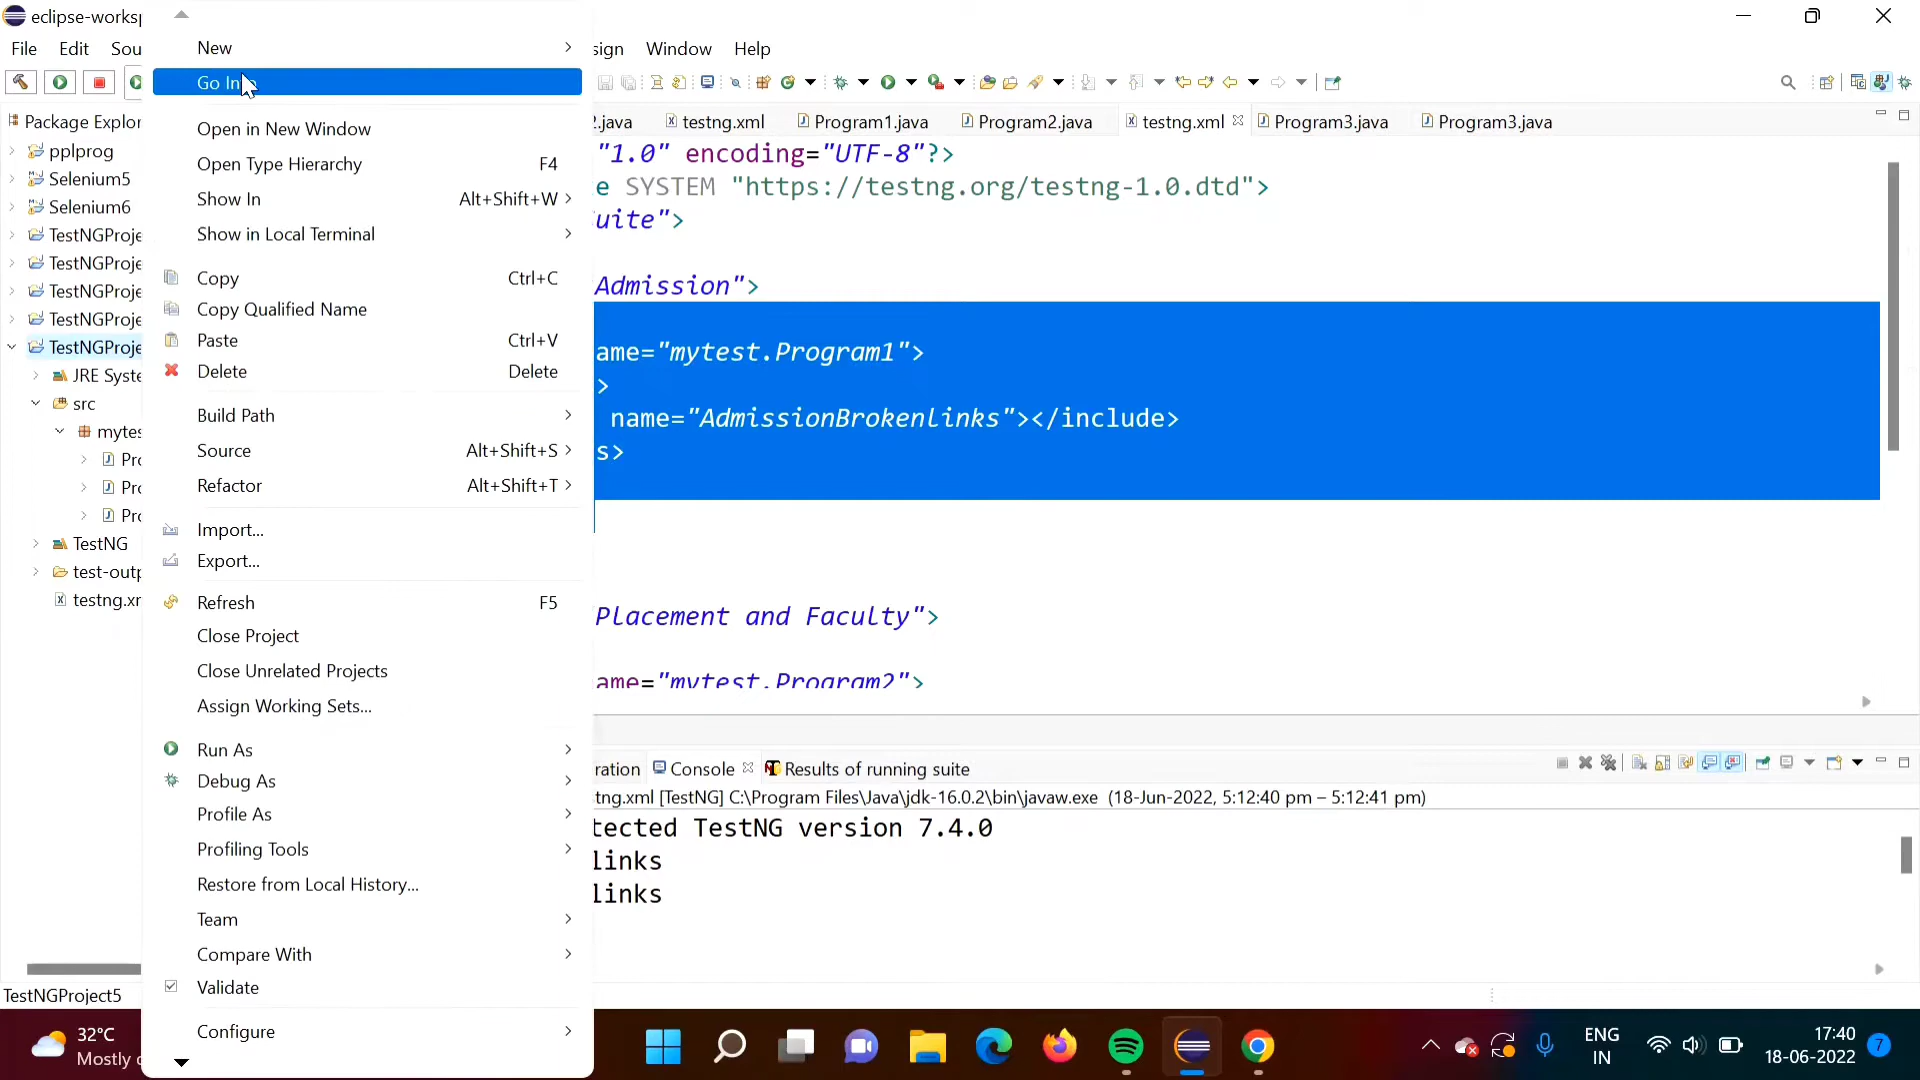 eclipse-worksp
File Edit Sou sign Window Help
New
Go Into
Open in New Window
Open Type Hierarchy F4
Show In Alt+Shift+W
Show in Local Terminal
Copy Ctrl+C
Copy Qualified Name
Paste Ctrl+V
Delete Delete
Build Path
Source Alt+Shift+S
Refactor Alt+Shift+T
Import...
Export...
Refresh F5
Close Project
Close Unrelated Projects
Assign Working Sets...
Run As
Debug As
Profile As
Profiling Tools
Restore from Local History...
Team
Compare With
Validate
Configure
Package Explor
pplprog
Selenium5
Selenium6
TestNGProje
TestNGProje
TestNGProje
TestNGProje
TestNGProje
JRE Syste
src
mytes
Pro
Pro
Pro
TestNG
test-outp
testng.xm
TestNGProject5
2.java testng.xml Program1.java Program2.java testng.xml Program3.java Program3.java
"1.0" encoding="UTF-8"?>
e SYSTEM "https://testng.org/testng-1.0.dtd">
uite">
Admission">
ame="mytest.Program1">
>
name="AdmissionBrokenlinks"></include>
s>
Placement and Faculty">
ame="mytest.Program2">
ration Console Results of running suite
tng.xml [TestNG] C:\Program Files\Java\jdk-16.0.2\bin\javaw.exe (18-Jun-2022, 5:12:40 pm – 5:12:41 pm)
tected TestNG version 7.4.0
links
links
32°C
Mostly c
ENG
IN
17:40
18-06-2022
7